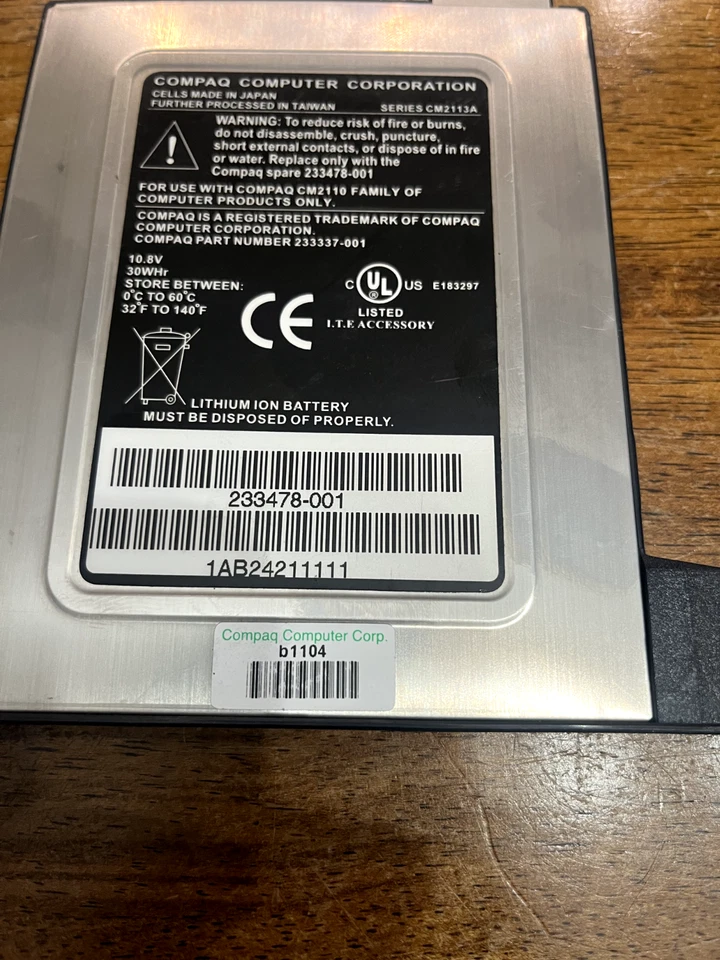 COMPAQ COMPUTER CORPORATION
CELLS MADE IN JAPAN
FURTHER PROCESSED IN TAIWAN SERIES CM2113A
WARNING: To reduce risk of fire or burns,
do not disassemble, crush, puncture,
short external contacts, or dispose of in fire
or water. Replace only with the
Compaq spare 233478-001
FOR USE WITH COMPAQ CM2110 FAMILY OF
COMPUTER PRODUCTS ONLY.
COMPAQ IS A REGISTERED TRADEMARK OF COMPAQ
COMPUTER CORPORATION.
COMPAQ PART NUMBER 233337-001
10.8V
30WHr
STORE BETWEEN:
0°C TO 60°C
32°F TO 140°F
CE
C UL® US E183297
LISTED
I.T.E ACCESSORY
LITHIUM ION BATTERY
MUST BE DISPOSED OF PROPERLY.
233478-001
1AB24211111
Compaq Computer Corp.
b1104